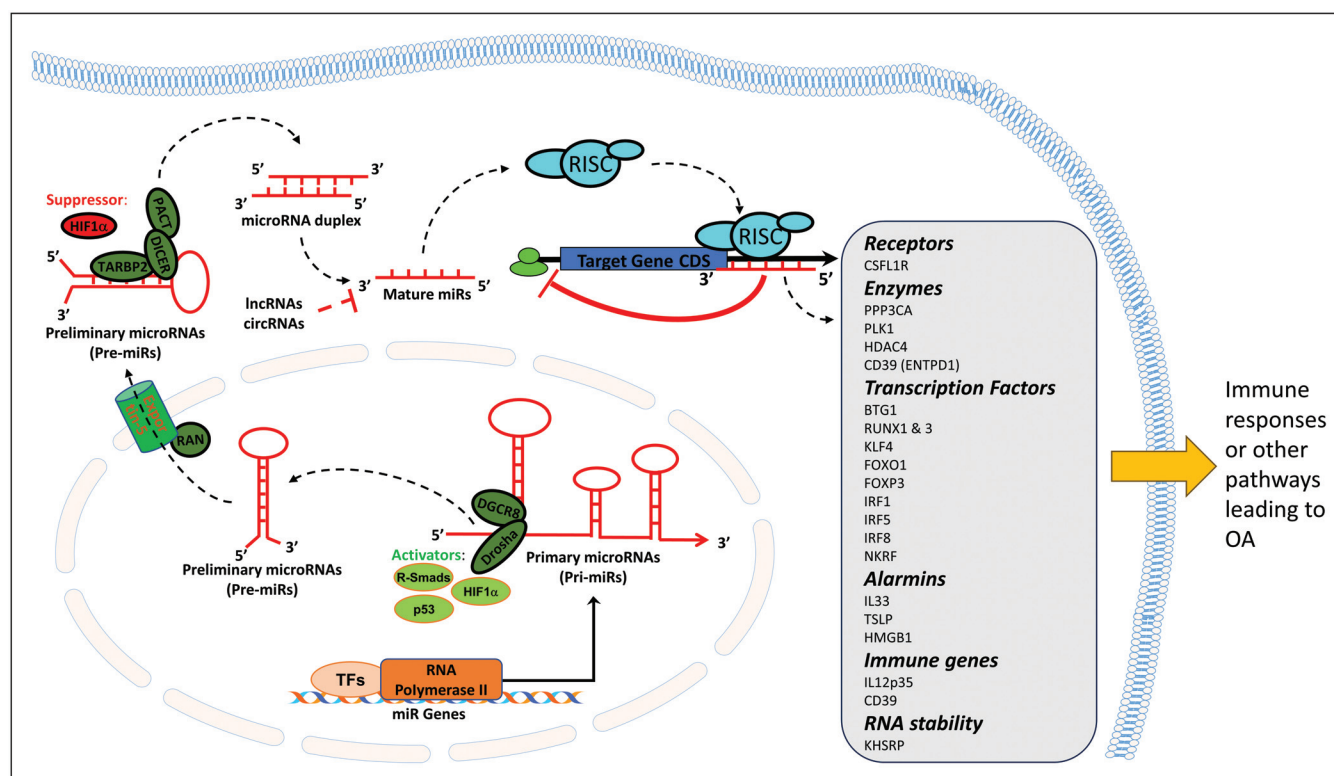 5’ 3’
3’ 5’
microRNA duplex
RISC
Suppressor:
HIF1α
PACT
DICER
TARBP2
5’
3’
Preliminary microRNAs
(Pre-miRs)
lncRNAs
circRNAs
3’ 5’
Mature miRs
RISC
Target Gene CDS
3’ 5’
Expor
tin-5
RAN
5’ 3’
Preliminary microRNAs
(Pre-miRs)
DGCR8
Drosha
5’ 3’
Primary microRNAs
(Pri-miRs)
Activators:
R-Smads
HIF1α
p53
TFs
RNA
Polymerase II
miR Genes
Receptors
CSFL1R
Enzymes
PPP3CA
PLK1
HDAC4
CD39 (ENTPD1)
Transcription Factors
BTG1
RUNX1 & 3
KLF4
FOXO1
FOXP3
IRF1
IRF5
IRF8
NKRF
Alarmins
IL33
TSLP
HMGB1
Immune genes
IL12p35
CD39
RNA stability
KHSRP
Immune
responses
or other
pathways
leading to
OA